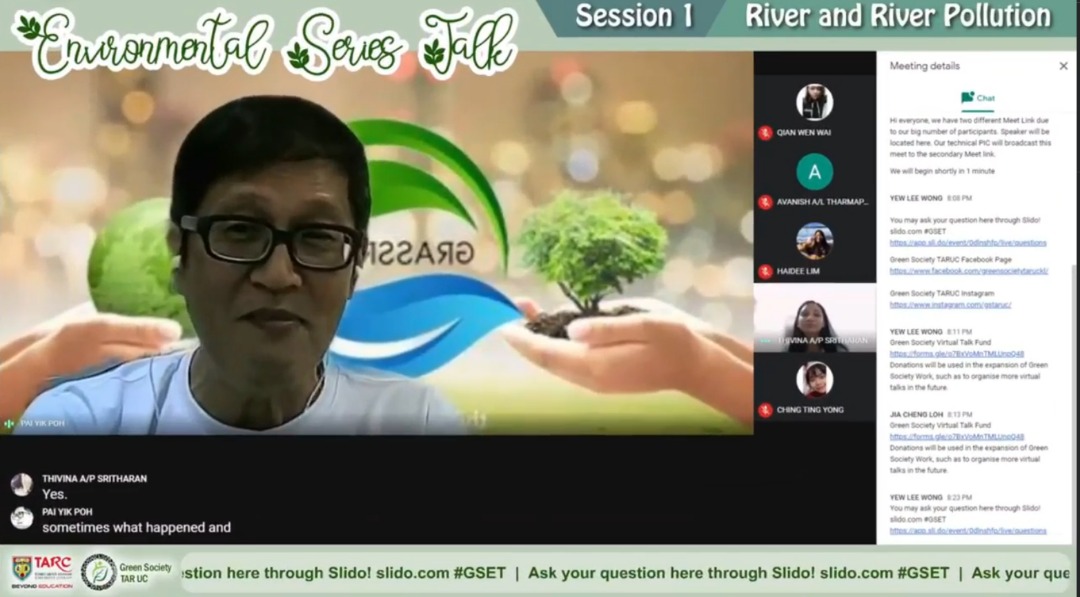 Environmental Series Talk
Session 1
River and River Pollution
GRASSR
PAI YIK POH
QIAN WEN WAI
AVANISH A/L THARMAP...
HAIDEE LIM
THIVINA A/P SRITHARAN
CHING TING YONG
Meeting details
Chat
Hi everyone, we have two different Meet Link due
to our big number of participants. Speaker will be
located here. Our technical PIC will broadcast this
meet to the secondary Meet link.
We will begin shortly in 1 minute
YEW LEE WONG 8:08 PM
You may ask your question here through Slido!
slido.com #GSET
Green Society TARUC Facebook Page
https://www.facebook.com/greensocietytaruckl/
Green Society TARUC Instagram
https://www.instagram.com/gstaruc/
YEW LEE WONG 8:11 PM
Green Society Virtual Talk Fund
Donations will be used in the expansion of Green
Society Work, such as to organise more virtual
talks in the future.
JIA CHENG LOH 8:13 PM
Green Society Virtual Talk Fund
Donations will be used in the expansion of Green
Society Work, such as to organise more virtual
talks in the future.
YEW LEE WONG 8:23 PM
You may ask your question here through Slido!
slido.com #GSET
THIVINA A/P SRITHARAN
Yes.
PAI YIK POH
sometimes what happened and
TARC
BEYOND EDUCATION
Green Society
TAR UC
stion here through Slido! slido.com #GSET | Ask your question here through Slido! slido.com #GSET | Ask your que